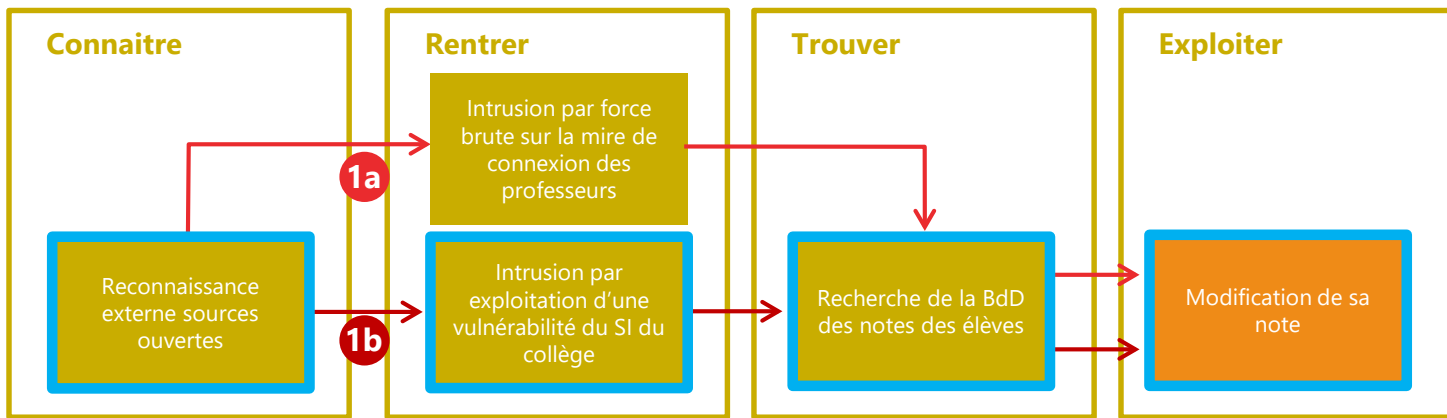 Connaitre
Rentrer
Trouver
Exploiter
Intrusion par force
brute sur la mire de
connexion des
professeurs
1a
Reconnaissance
externe sources
ouvertes
1b
Intrusion par
exploitation d'une
vulnérabilité du SI du
collège
Recherche de la BdD
des notes des élèves
Modification de sa
note